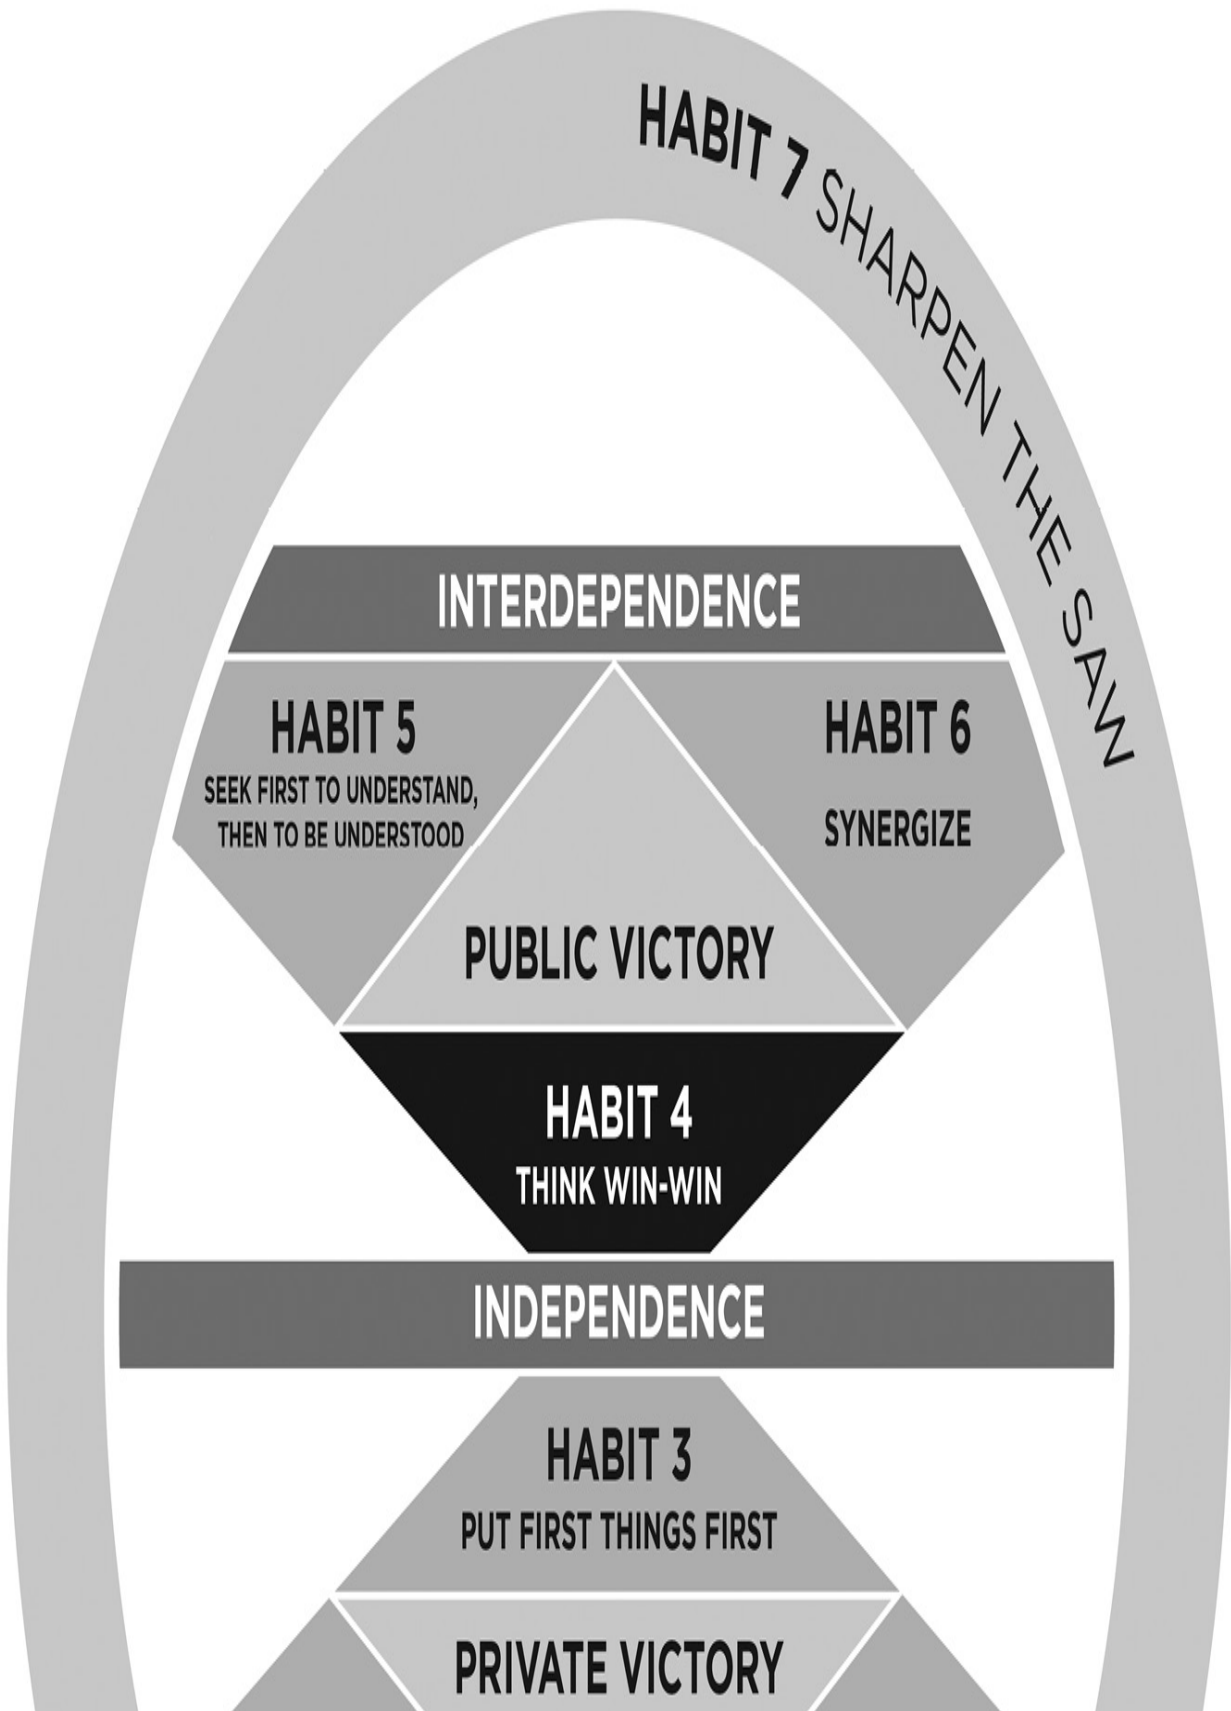 HABIT 7 SHARPEN THE SAW
INTERDEPENDENCE
HABIT 5
SEEK FIRST TO UNDERSTAND,
THEN TO BE UNDERSTOOD
HABIT 6
SYNERGIZE
PUBLIC VICTORY
HABIT 4
THINK WIN-WIN
INDEPENDENCE
HABIT 3
PUT FIRST THINGS FIRST
PRIVATE VICTORY